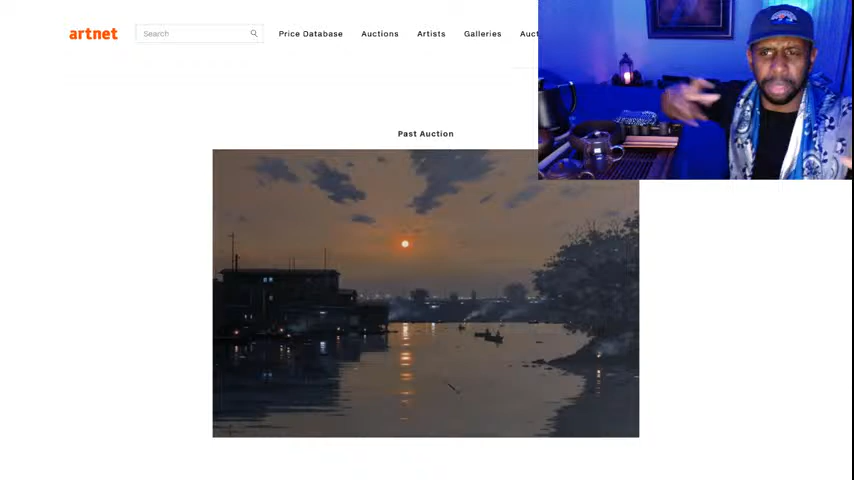 artnet
Search
Price Database
Auctions
Artists
Galleries
Past Auction